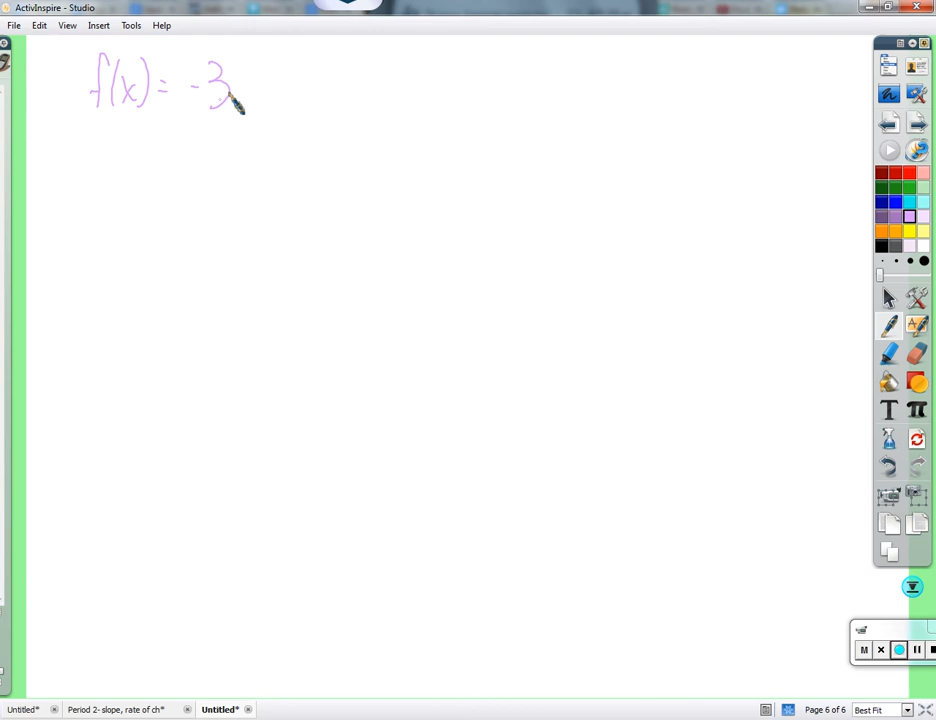 ActivInspire - Studio
File Edit View Insert Tools Help
f(x) = -3
M
Untitled* Period 2- slope, rate of ch* Untitled* Page 6 of 6 Best Fit